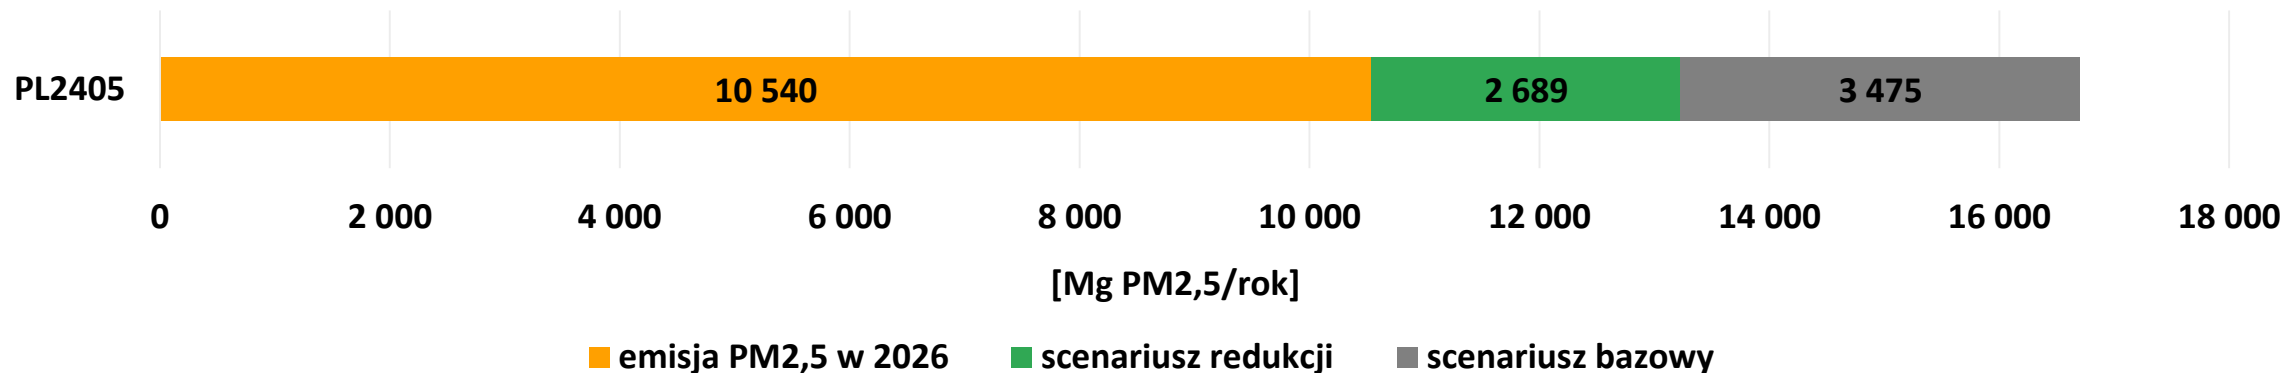 PL2405
10 540 2 689 3 475
0 2 000 4 000 6 000 8 000 10 000 12 000 14 000 16 000 18 000
[Mg PM2,5/rok]
emisja PM2,5 w 2026 scenariusz redukcji scenariusz bazowy